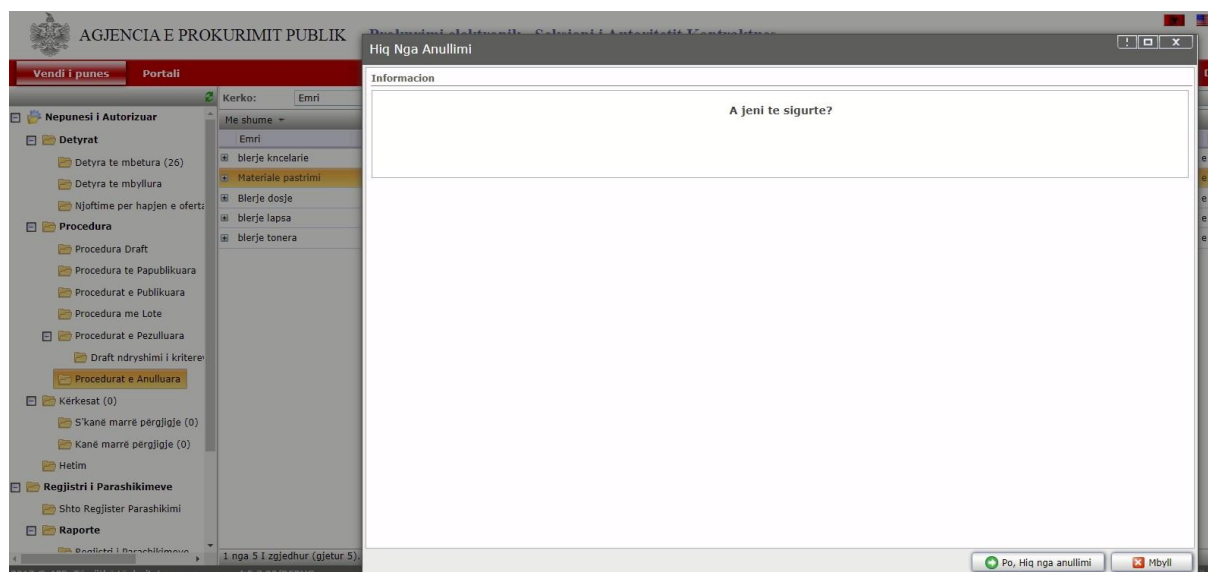 AGJENCIA E PROKURIMIT PUBLIK
Hiq Nga Anullimi
Vendi i punes
Portali
Informacion
A jeni te sigurte?
Kerko:
Emri
Me shume
Emri
blerje kncelarie
Materiale pastrimi
Blerje dosje
blerje lapsa
blerje tonera
Nepunesi i Autorizuar
Detyrat
Detyra te mbetura (26)
Detyra te mbyllura
Njoftime per hapjen e oferta
Procedura
Procedura Draft
Procedura te Papublikuara
Procedurat e Publikuara
Procedura me Lote
Procedurat e Pezulluara
Draft ndryshimi i kritere
Procedurat e Anulluara
Kërkesat (0)
S'kanë marrë përgjigje (0)
Kanë marrë përgjigje (0)
Hetim
Regjistri i Parashikimeve
Shto Regjister Parashikimi
Raporte
1 nga 5 I zgjedhur (gjetur 5).
Po, Hiq nga anullimi
Mbyll